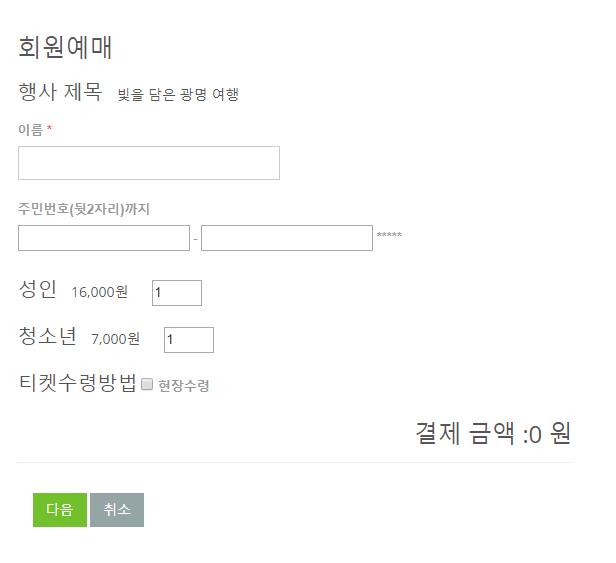 회원예매
행사 제목 빛을 담은 광명 여행
이름 *
주민번호(뒷2자리)까지
- *****
성인 16,000원 1
청소년 7,000원 1
티켓수령방법 현장수령
결제 금액 :0 원
다음 취소